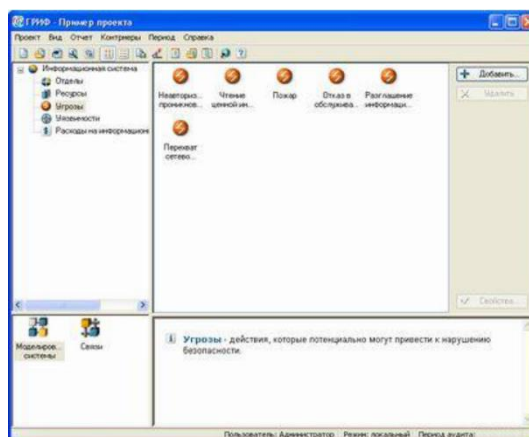 ГРИФ - Пример проекта
Проект Вид Отчет Контрмеры Период Справка
Информационная система
Отделы
Ресурсы
Угрозы
Уязвимости
Расходы на информацион
Неавториз... проникнов...
Чтение ценной ин...
Пожар
Отказ в обслужива...
Разглашение информаци...
Перехват сетево...
Добавить...
Удалить
Свойства...
Моделиров... системы
Связи
Угрозы - действия, которые потенциально могут привести к нарушению
безопасности.
Пользователь: Администратор Режим: локальный Период аудита: